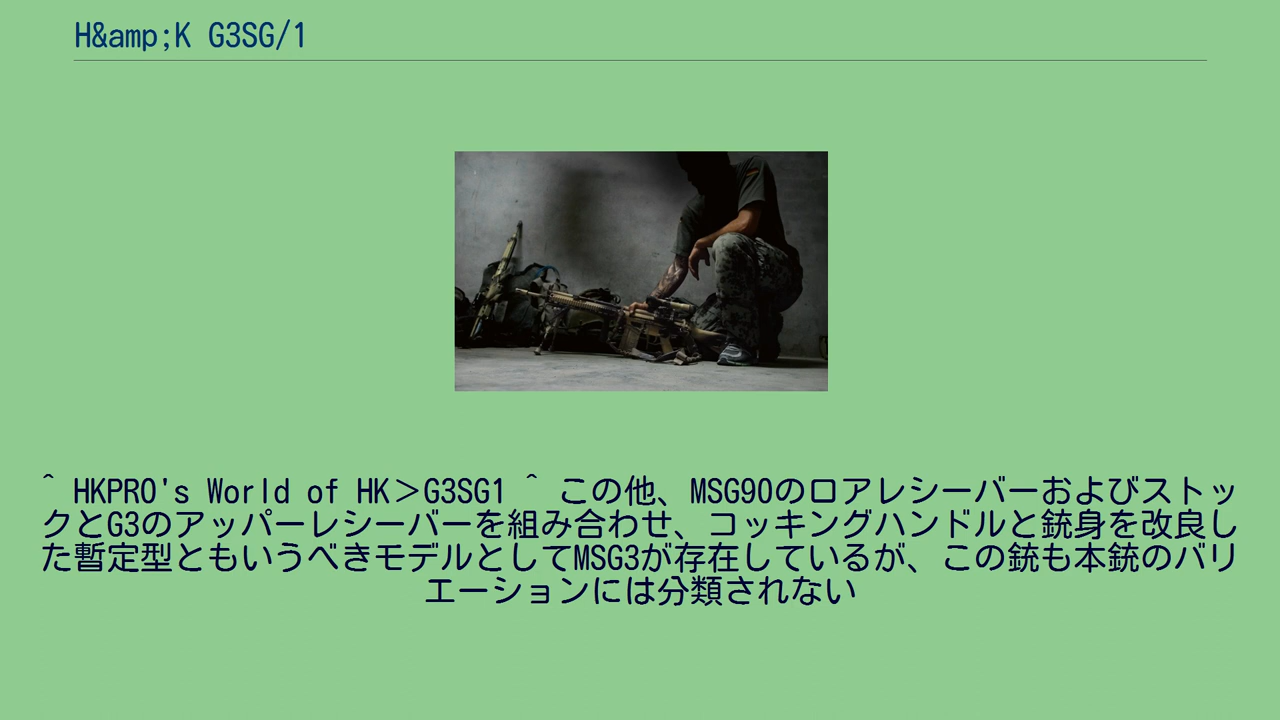 H&amp;K G3SG/1
^ HKPRO's World of HK＞G3SG1 ^ この他、MSG90のロアレシーバーおよびストッ
クとG3のアッパーレシーバーを組み合わせ、コッキングハンドルと銃身を改良し
た暫定型ともいうべきモデルとしてMSG3が存在しているが、この銃も本銃のバリ
エーションには分類されない